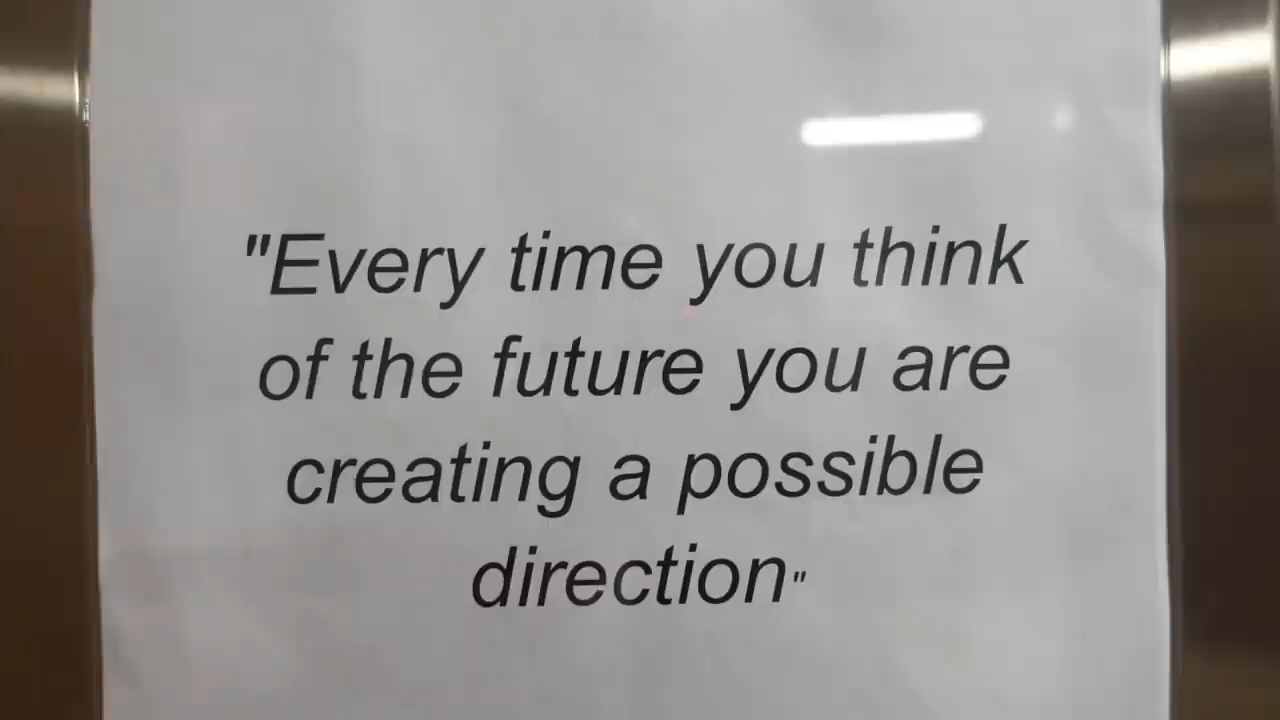 "Every time you think
of the future you are
creating a possible
direction"